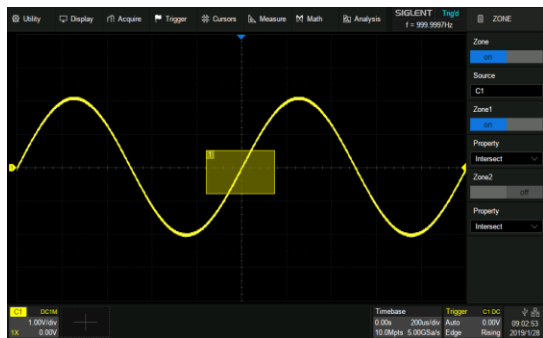 Utility Display Acquire Trigger Cursors Measure Math Analysis SIGLENT Trig'd ZONE
f = 999.9997Hz
Zone
on
Source
C1
Zone1
on
Property
Intersect
Zone2
off
Property
Intersect
C1 DC1M
1.00V/div
1X 0.00V
Timebase
0.00s 200us/div
10.0Mpts 5.00GSa/s
Trigger C1 DC
Auto 0.00V
Edge Rising
09:02:53
2019/1/28